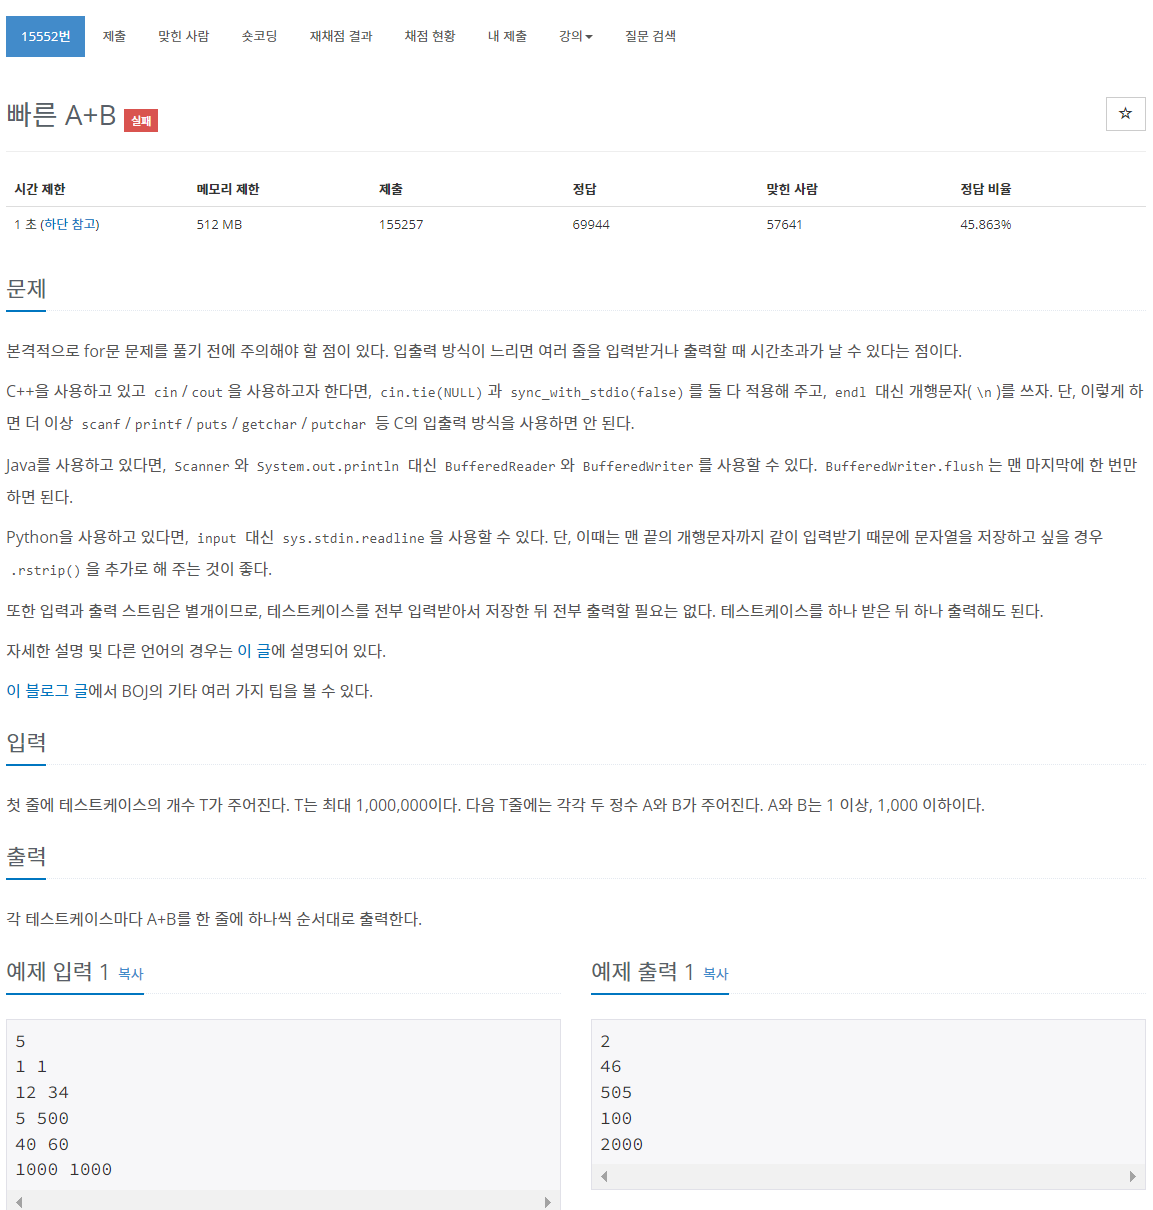 15552번 제출 맞힌 사람 숏코딩 재채점 결과 채점 현황 내 제출 강의 질문 검색
빠른 A+B 실패
시간 제한 메모리 제한 제출 정답 맞힌 사람 정답 비율
1 초 (하단 참고) 512 MB 155257 69944 57641 45.863%
문제
본격적으로 for문 문제를 풀기 전에 주의해야 할 점이 있다. 입출력 방식이 느리면 여러 줄을 입력받거나 출력할 때 시간초과가 날 수 있다는 점이다.
C++을 사용하고 있고 cin / cout 을 사용하고자 한다면, cin.tie(NULL) 과 sync_with_stdio(false) 를 둘 다 적용해 주고, endl 대신 개행문자( \n )를 쓰자. 단, 이렇게 하
면 더 이상 scanf / printf / puts / getchar / putchar 등 C의 입출력 방식을 사용하면 안 된다.
Java를 사용하고 있다면, Scanner 와 System.out.println 대신 BufferedReader 와 BufferedWriter 를 사용할 수 있다. BufferedWriter.flush 는 맨 마지막에 한 번만
하면 된다.
Python을 사용하고 있다면, input 대신 sys.stdin.readline 을 사용할 수 있다. 단, 이때는 맨 끝의 개행문자까지 같이 입력받기 때문에 문자열을 저장하고 싶을 경우
.rstrip() 을 추가로 해 주는 것이 좋다.
또한 입력과 출력 스트림은 별개이므로, 테스트케이스를 전부 입력받아서 저장한 뒤 전부 출력할 필요는 없다. 테스트케이스를 하나 받은 뒤 하나 출력해도 된다.
자세한 설명 및 다른 언어의 경우는 이 글에 설명되어 있다.
이 블로그 글에서 BOJ의 기타 여러 가지 팁을 볼 수 있다.
입력
첫 줄에 테스트케이스의 개수 T가 주어진다. T는 최대 1,000,000이다. 다음 T줄에는 각각 두 정수 A와 B가 주어진다. A와 B는 1 이상, 1,000 이하이다.
출력
각 테스트케이스마다 A+B를 한 줄에 하나씩 순서대로 출력한다.
예제 입력 1 복사
5
1 1
12 34
5 500
40 60
1000 1000
예제 출력 1 복사
2
46
505
100
2000